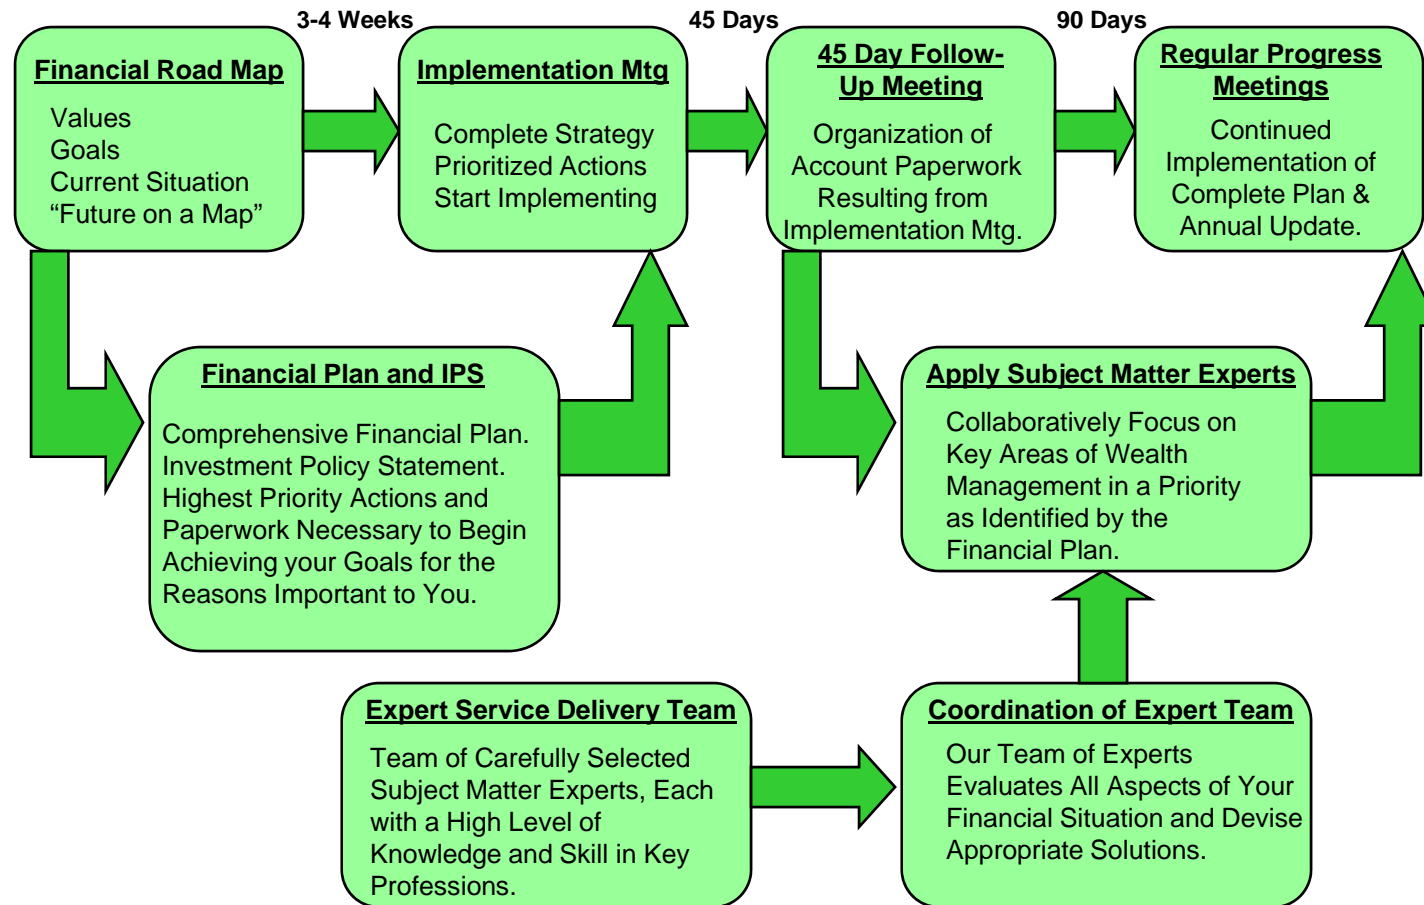 3-4 Weeks
45 Days
90 Days
Financial Road Map
Values
Goals
Current Situation
“Future on a Map”
Implementation Mtg
Complete Strategy
Prioritized Actions
Start Implementing
45 Day Follow-
Up Meeting
Organization of
Account Paperwork
Resulting from
Implementation Mtg.
Regular Progress
Meetings
Continued
Implementation of
Complete Plan &
Annual Update.
Financial Plan and IPS
Comprehensive Financial Plan.
Investment Policy Statement.
Highest Priority Actions and
Paperwork Necessary to Begin
Achieving your Goals for the
Reasons Important to You.
Apply Subject Matter Experts
Collaboratively Focus on
Key Areas of Wealth
Management in a Priority
as Identified by the
Financial Plan.
Expert Service Delivery Team
Team of Carefully Selected
Subject Matter Experts, Each
with a High Level of
Knowledge and Skill in Key
Professions.
Coordination of Expert Team
Our Team of Experts
Evaluates All Aspects of Your
Financial Situation and Devise
Appropriate Solutions.